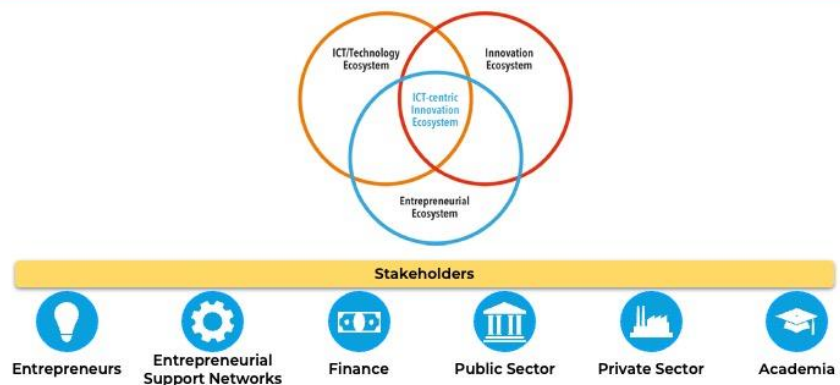 ICT/Technology
Ecosystem
Innovation
Ecosystem
ICT-centric
Innovation
Ecosystem
Entrepreneurial
Ecosystem
Stakeholders
Entrepreneurs
Entrepreneurial
Support Networks
Finance
Public Sector
Private Sector
Academia